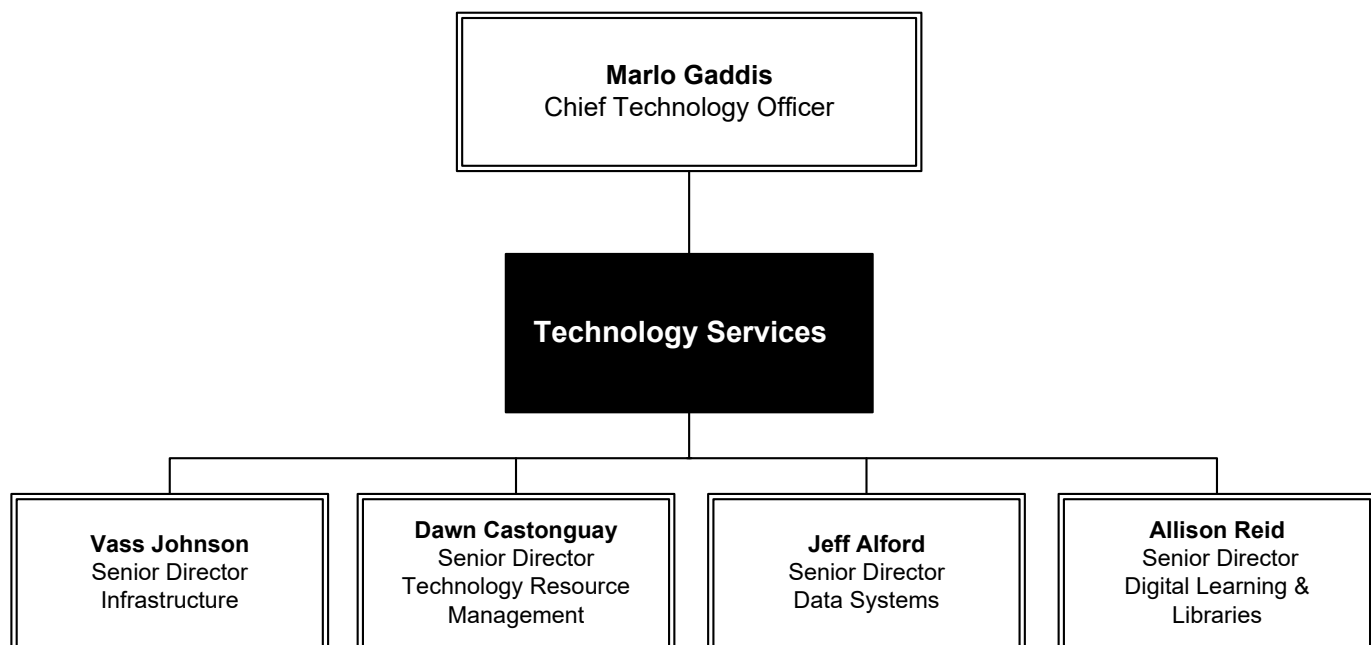 Marlo Gaddis
Chief Technology Officer
Technology Services
Vass Johnson
Senior Director
Infrastructure
Dawn Castonguay
Senior Director
Technology Resource
Management
Jeff Alford
Senior Director
Data Systems
Allison Reid
Senior Director
Digital Learning &
Libraries